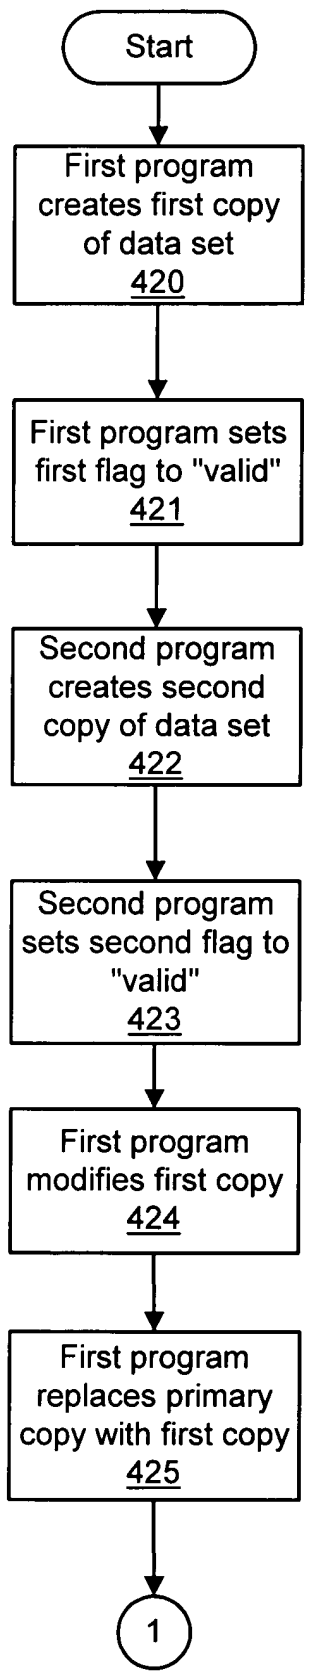 Start
First program
creates first copy
of data set
420
First program sets
first flag to "valid"
421
Second program
creates second
copy of data set
422
Second program
sets second flag to
"valid"
423
First program
modifies first copy
424
First program
replaces primary
copy with first copy
425
1